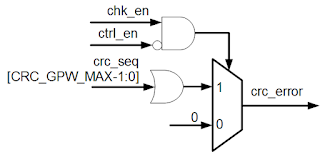 chk_en
ctrl_en
crc_seq
[CRC_GPW_MAX-1:0]
1
crc_error
0
0